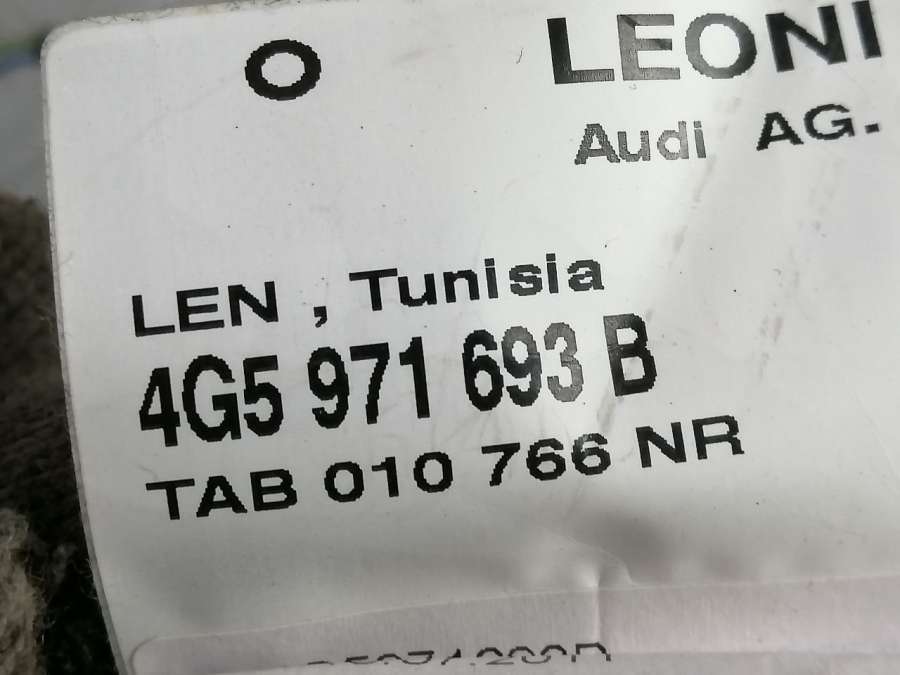 O LEONI
Audi AG.
LEN , Tunisia
4G5 971 693 B
TAB 010 766 NR